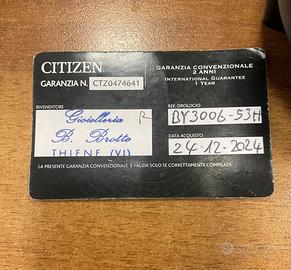 CITIZEN
GARANZIA N. CTZ0474641
GARANZIA CONVENZIONALE
2 ANNI
INTERNATIONAL GUARANTEE
1 YEAR
RIVENDITORE
Gioielleria
B. Brotto
THIENE (VI)
REF. OROLOGIO
BY3006-53H
DATA ACQUISTO
24-12-2024
LA PRESENTE GARANZIA CONVENZIONALE È VALIDA SOLO SE CORRETTAMENTE COMPILATA
subito